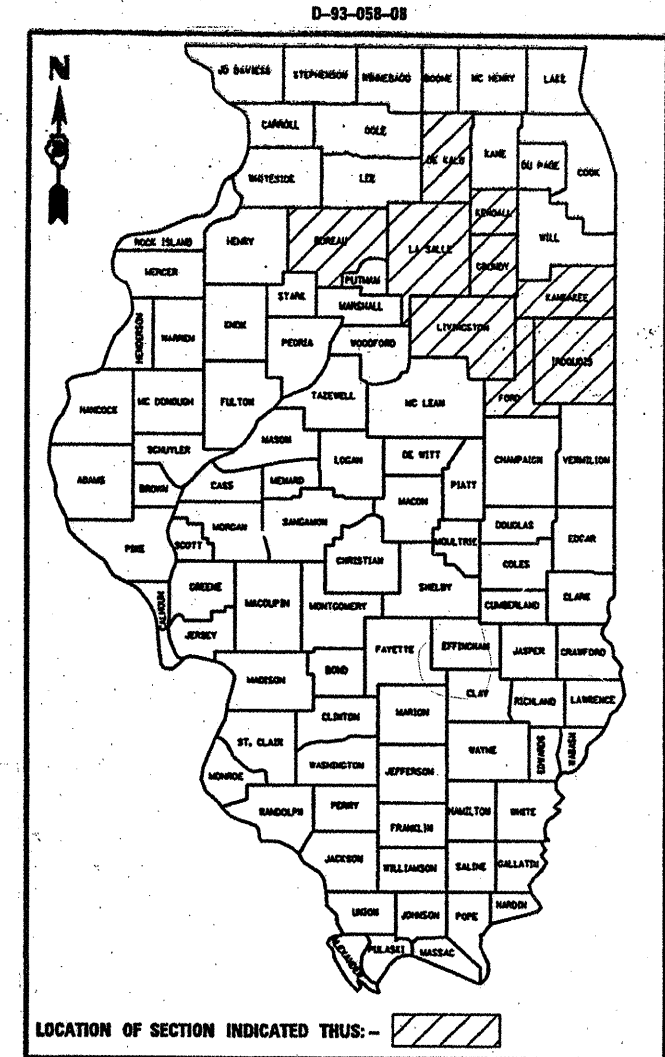 D-93-058-08
N
JO DAVIESS STEPHENSON WINNEBAGO BOONE MC HENRY LAKE
CARROLL OGLE DE KALB KANE DU PAGE COOK
WHITESIDE LEE KENDALL WILL
ROCK ISLAND HENRY BUREAU LA SALLE GRUNDY
MERCER PUTNAM KANKAKEE
STARK MARSHALL LIVINGSTON
HENDERSON WARREN KNOX PEORIA WOODFORD IROQUOIS
HANCOCK MC DONOUGH FULTON TAZEWELL MC LEAN FORD
SCHUYLER MASON LOGAN DE WITT CHAMPAIGN VERMILION
ADAMS BROWN CASS MENARD MACON PIATT
PIKE SCOTT MORGAN SANGAMON CHRISTIAN MOULTRIE DOUGLAS EDGAR
COLES
CALHOUN GREENE MACOUPIN MONTGOMERY SHELBY CUMBERLAND CLARK
JERSEY FAYETTE EFFINGHAM JASPER CRAWFORD
MADISON BOND CLAY RICHLAND LAWRENCE
CLINTON MARION
ST. CLAIR WASHINGTON WAYNE EDWARDS WABASH
MONROE JEFFERSON
RANDOLPH PERRY HAMILTON WHITE
FRANKLIN
JACKSON WILLIAMSON SALINE GALLATIN
UNION JOHNSON POPE HARDIN
ALEXANDER PULASKI MASSAC
LOCATION OF SECTION INDICATED THUS:-